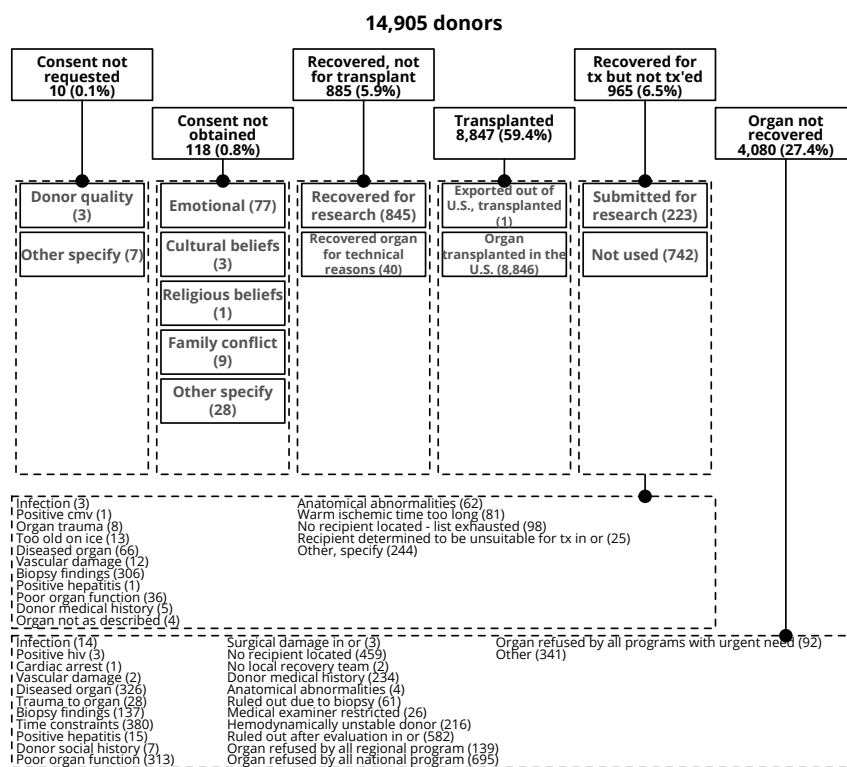 14,905 donors
Consent not
requested
10 (0.1%)
Recovered, not
for transplant
885 (5.9%)
Recovered for
tx but not tx'ed
965 (6.5%)
Consent not
obtained
118 (0.8%)
Transplanted
8,847 (59.4%)
Organ not
recovered
4,080 (27.4%)
Donor quality
(3)
Other specify (7)
Emotional (77)
Cultural beliefs
(3)
Religious beliefs
(1)
Family conflict
(9)
Other specify
(28)
Recovered for
research (845)
Recovered organ
for technical
reasons (40)
Exported out of
U.S., transplanted
(1)
Organ
transplanted in the
U.S. (8,846)
Submitted for
research (223)
Not used (742)
Infection (3)
Positive cmv (1)
Organ trauma (8)
Too old on ice (13)
Diseased organ (66)
Vascular damage (12)
Biopsy findings (306)
Positive hepatitis (1)
Poor organ function (36)
Donor medical history (5)
Organ not as described (4)
Anatomical abnormalities (62)
Warm ischemic time too long (81)
No recipient located - list exhausted (98)
Recipient determined to be unsuitable for tx in or (25)
Other, specify (244)
Infection (14)
Positive hiv (3)
Cardiac arrest (1)
Vascular damage (2)
Diseased organ (326)
Trauma to organ (28)
Biopsy findings (137)
Time constraints (380)
Positive hepatitis (15)
Donor social history (7)
Poor organ function (313)
Surgical damage in or (3)
No recipient located (459)
No local recovery team (2)
Donor medical history (234)
Anatomical abnormalities (4)
Ruled out due to biopsy (61)
Medical examiner restricted (26)
Hemodynamically unstable donor (216)
Ruled out after evaluation in or (582)
Organ refused by all regional program (139)
Organ refused by all national program (695)
Organ refused by all programs with urgent need (92)
Other (341)